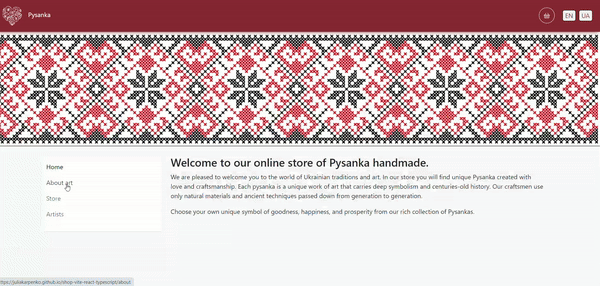 Pysanka
EN UA
Welcome to our online store of Pysanka handmade.
Home
About art
Store
Artists
We are pleased to welcome you to the world of Ukrainian traditions and art. In our store you will find unique Pysanka created with
love and craftsmanship. Each pysanka is a unique work of art that carries deep symbolism and centuries-old history. Our craftsmen use
only natural materials and ancient techniques passed down from generation to generation.
Choose your own unique symbol of goodness, happiness, and prosperity from our rich collection of Pysankas.
ttps://juliakarpenko.github.io/shop-vite-react-typescript/about